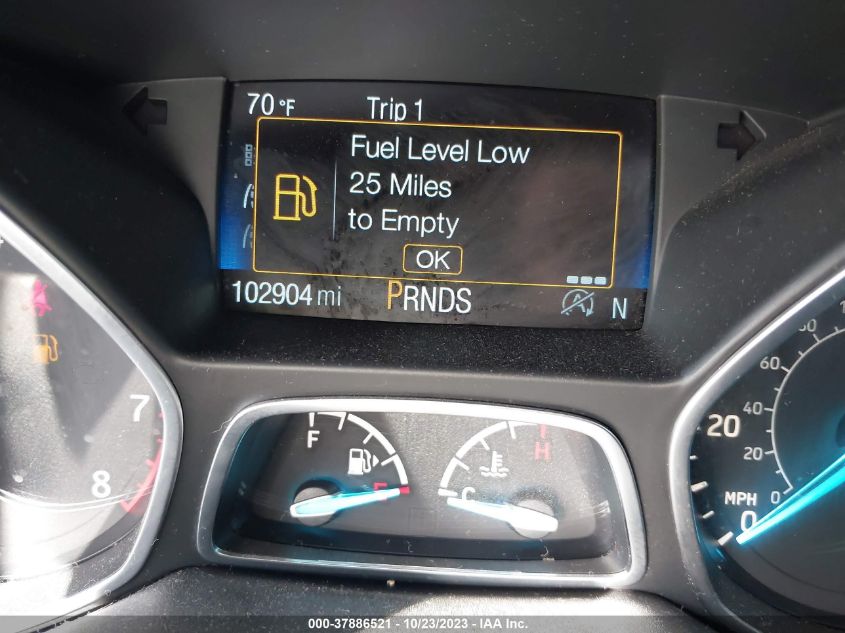 70 °F Trip 1
Fuel Level Low
25 Miles
to Empty
OK
102904 mi PRNDS A N
7
8
F
E
H
C
80
60
40
20
0
20
MPH
0
000-37886521 - 10/23/2023 - © IAA, Inc.